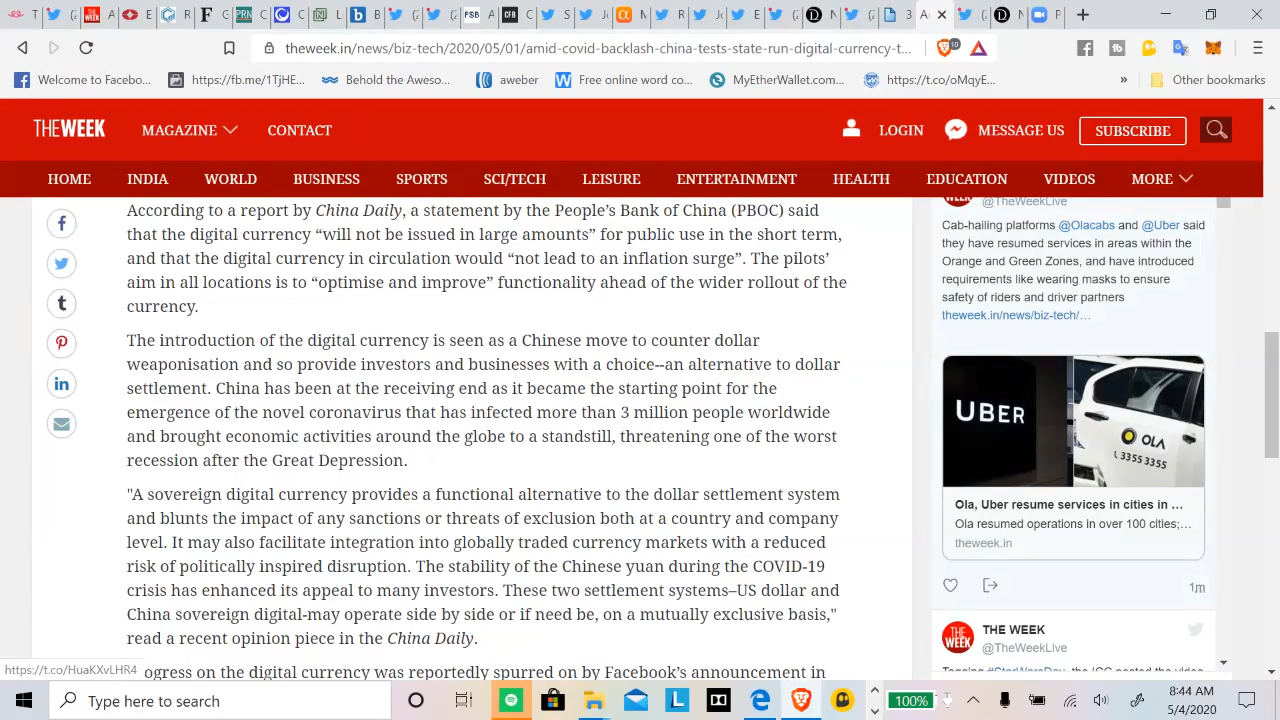 THE WEEK
T
A
R
F
PRN
A
N
L
FSB
A
CFB
C
S
S
Jc
M
J
E
N
R
A
P
theweek.in/news/biz-tech/2020/05/01/amid-covid-backlash-china-tests-state-run-digital-currency-t...
10
Welcome to Facebo...
https://fb.me/1TjHE...
Behold the Aweso...
aweber
Free online word co...
MyEtherWallet.com...
https://t.co/oMqyE...
»
Other bookmarks
THE WEEK
MAGAZINE
CONTACT
LOGIN
MESSAGE US
SUBSCRIBE
HOME
INDIA
WORLD
BUSINESS
SPORTS
SCI/TECH
LEISURE
ENTERTAINMENT
HEALTH
EDUCATION
VIDEOS
MORE
According to a report by China Daily, a statement by the People’s Bank of China (PBOC) said
that the digital currency “will not be issued in large amounts” for public use in the short term,
and that the digital currency in circulation would “not lead to an inflation surge”. The pilots’
aim in all locations is to “optimise and improve” functionality ahead of the wider rollout of the
currency.
The introduction of the digital currency is seen as a Chinese move to counter dollar
weaponisation and so provide investors and businesses with a choice--an alternative to dollar
settlement. China has been at the receiving end as it became the starting point for the
emergence of the novel coronavirus that has infected more than 3 million people worldwide
and brought economic activities around the globe to a standstill, threatening one of the worst
recession after the Great Depression.
"A sovereign digital currency provides a functional alternative to the dollar settlement system
and blunts the impact of any sanctions or threats of exclusion both at a country and company
level. It may also facilitate integration into globally traded currency markets with a reduced
risk of politically inspired disruption. The stability of the Chinese yuan during the COVID-19
crisis has enhanced its appeal to many investors. These two settlement systems–US dollar and
China sovereign digital-may operate side by side or if need be, on a mutually exclusive basis,"
read a recent opinion piece in the China Daily.
ogress on the digital currency was reportedly spurred on by Facebook’s announcement in
@TheWeekLive
Cab-hailing platforms @Olacabs and @Uber said
they have resumed services in areas within the
Orange and Green Zones, and have introduced
requirements like wearing masks to ensure
safety of riders and driver partners
theweek.in/news/biz-tech/…
UBER
OLA
3355 3355
Ola, Uber resume services in cities in ...
Ola resumed operations in over 100 cities;...
theweek.in
1m
THE WEEK
THE WEEK
@TheWeekLive
Tagging #StarWarsDay, the ICC posted the video
https://t.co/HuaKXvLHR4
Type here to search
100%
8:44 AM
5/4/2020